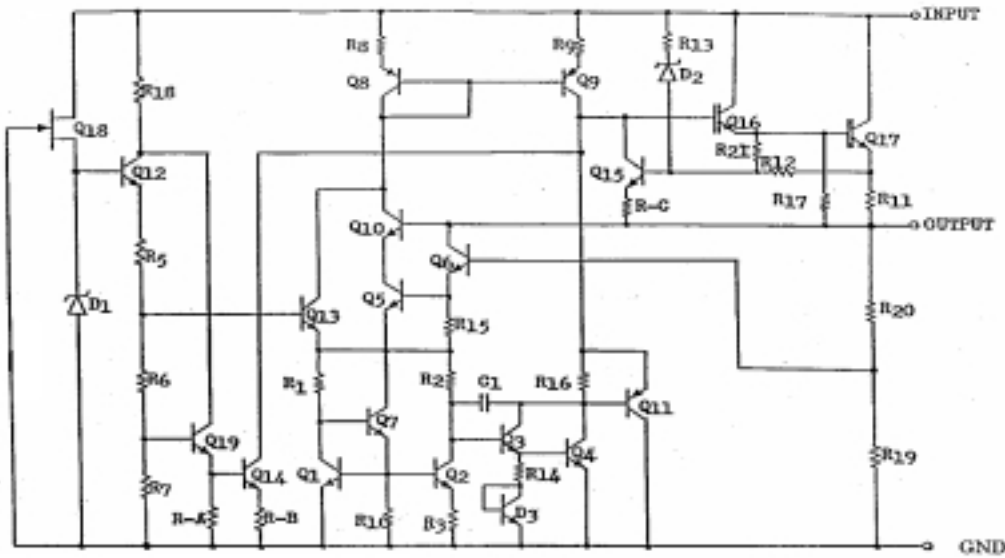 INPUT
R8 R9 R13
Q8 Q9 D2
R18 Q16
Q18 Q17
R21
Q12 Q15 R12
R17 R11
R-C
Q10 OUTPUT
R5 Q6
D1 Q13 Q5 R20
R15
R6 R1 R2 C1 R16 Q11
Q7
Q19 Q3 Q4
R7 Q14 Q1 Q2 R14 R19
R-A R-B R10 R3 D3
GND